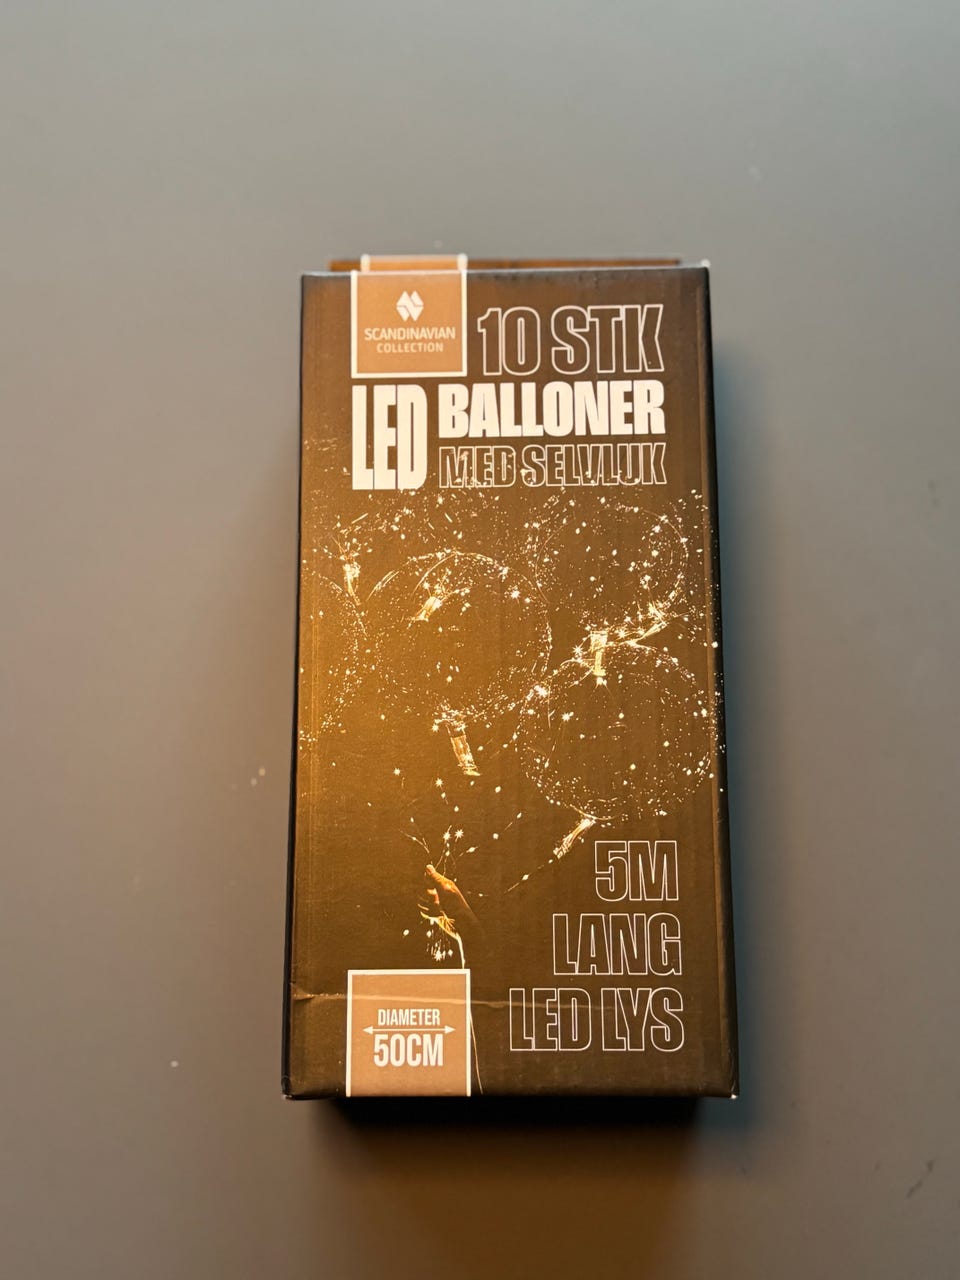 SCANDINAVIAN
COLLECTION
10 STK
LED BALLONER
MED SELVLUK
5M
LANG
LED LYS
DIAMETER
50CM